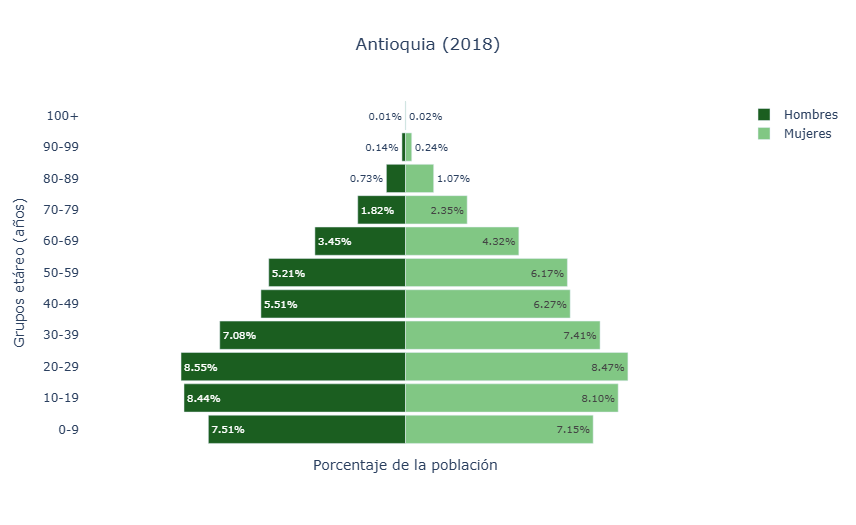 Antioquia (2018)
Hombres
Mujeres
Grupos etáreo (años)
100+ 0.01% 0.02%
90-99 0.14% 0.24%
80-89 0.73% 1.07%
70-79 1.82% 2.35%
60-69 3.45% 4.32%
50-59 5.21% 6.17%
40-49 5.51% 6.27%
30-39 7.08% 7.41%
20-29 8.55% 8.47%
10-19 8.44% 8.10%
0-9 7.51% 7.15%
Porcentaje de la población